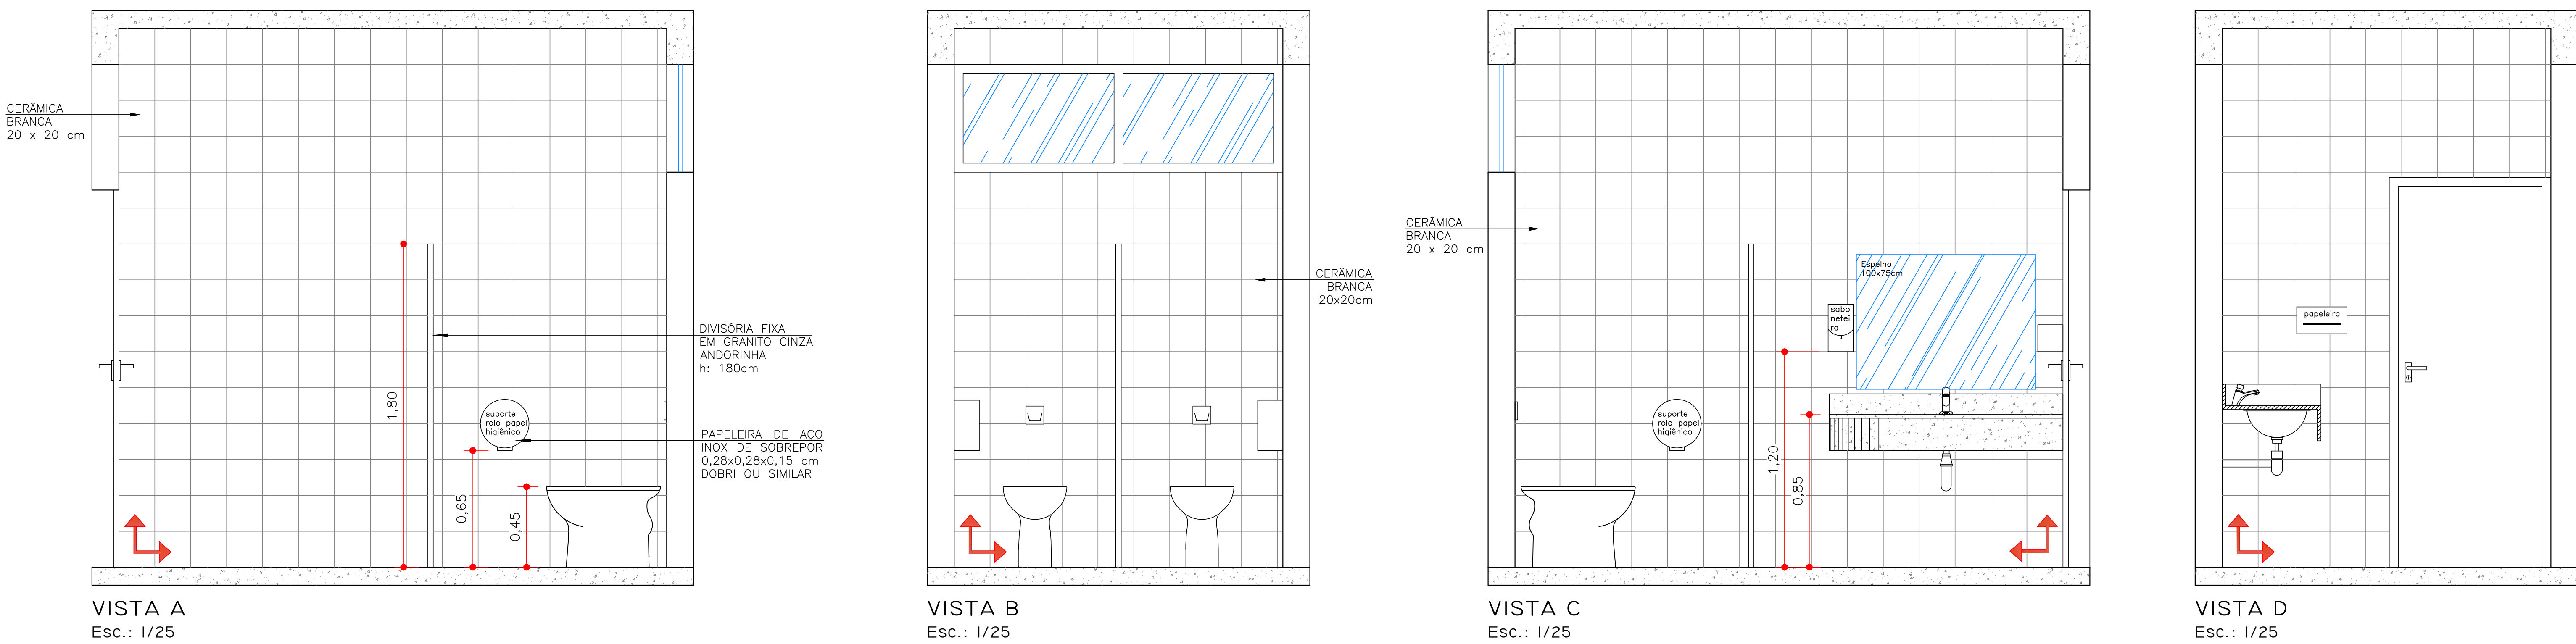 CERÂMICA
BRANCA
20 x 20 cm
1,80
0,65
0,45
suporte
rolo papel
higiênico
DIVISÓRIA FIXA
EM GRANITO CINZA
ANDORINHA
h: 180cm
PAPELEIRA DE AÇO
INOX DE SOBREPOR
0,28x0,28x0,15 cm
DOBRI OU SIMILAR
VISTA A
Esc.: 1/25
CERÂMICA
BRANCA
20x20cm
VISTA B
Esc.: 1/25
CERÂMICA
BRANCA
20 x 20 cm
Espelho
100x75cm
sabo
netei
ra
suporte
rolo papel
higiênico
1,20
0,85
VISTA C
Esc.: 1/25
papeleira
VISTA D
Esc.: 1/25